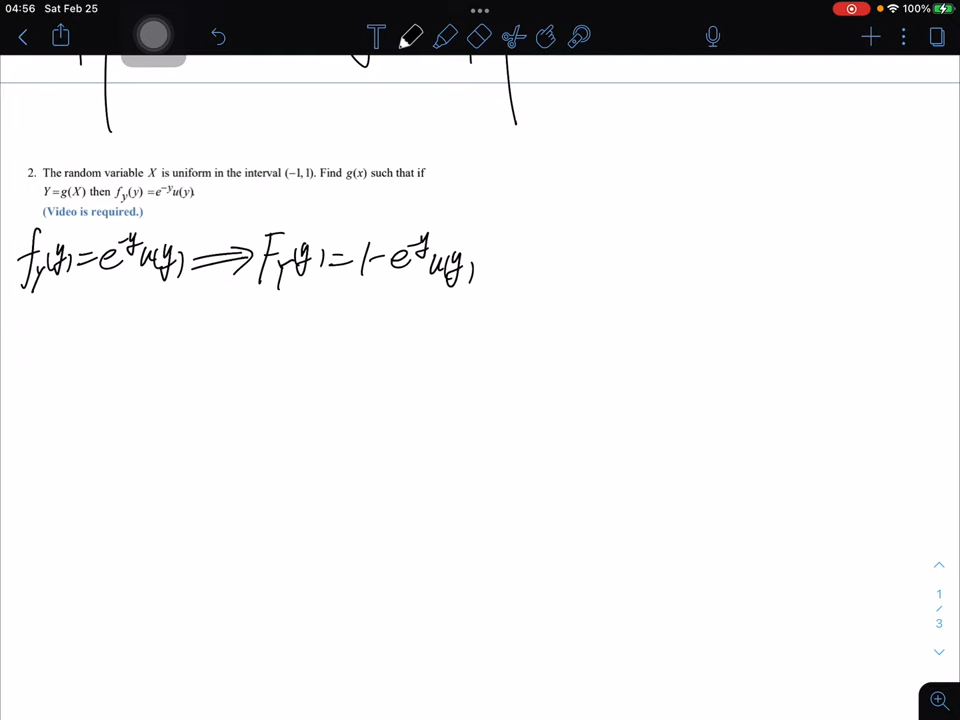 04:56 Sat Feb 25
100%
2. The random variable X is uniform in the interval (−1, 1). Find g(x) such that if
Y=g(X) then f_y(y) =e^{−y}u(y).
(Video is required.)
f_y(y)=e^{-y}u(y) ⟹ F_Y(y)=1-e^{-y}u(y)
1
/
3